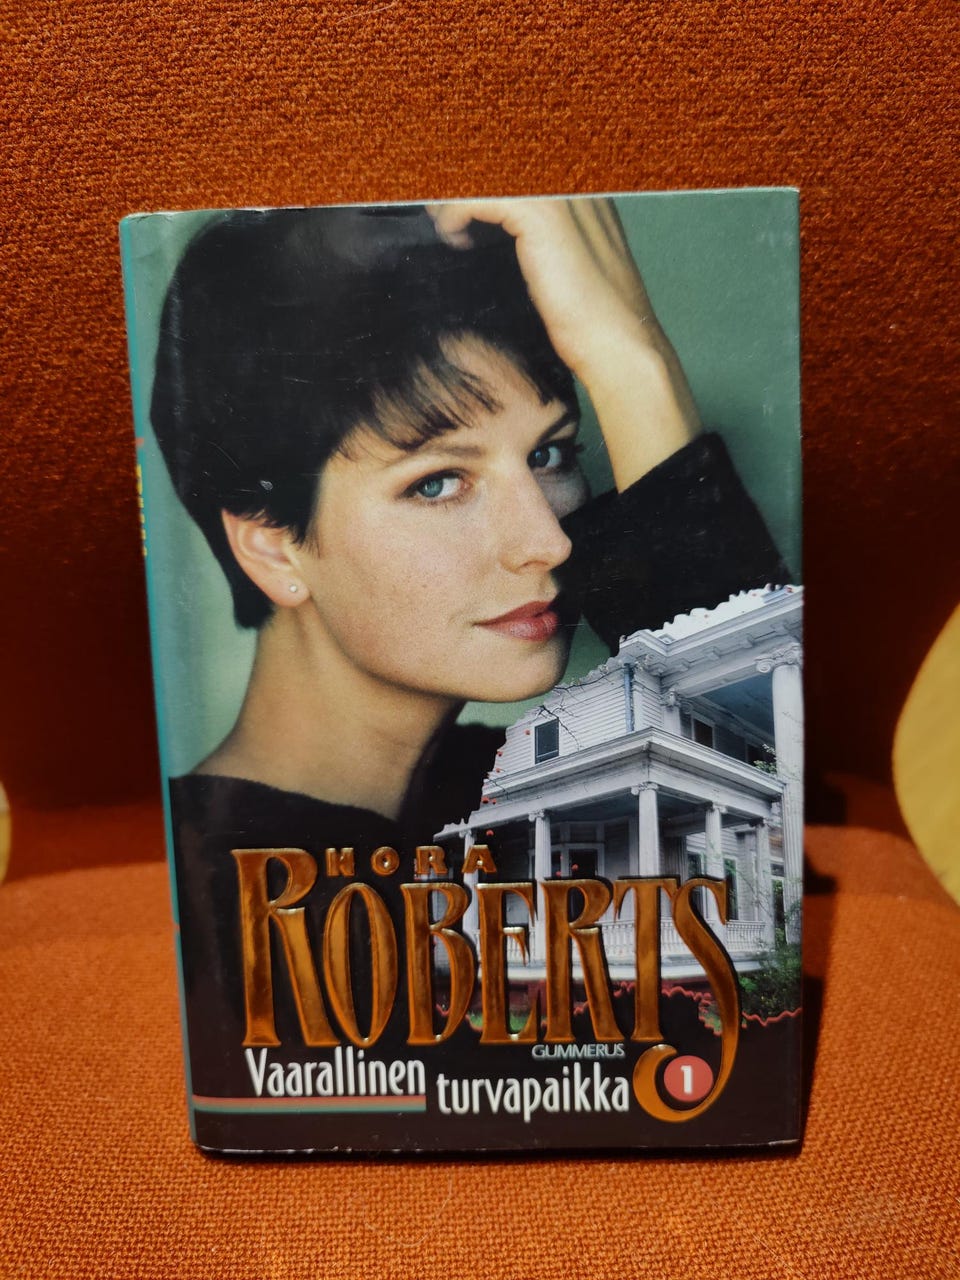 NORA
ROBERTS
GUMMERUS
Vaarallinen
turvapaikka
1